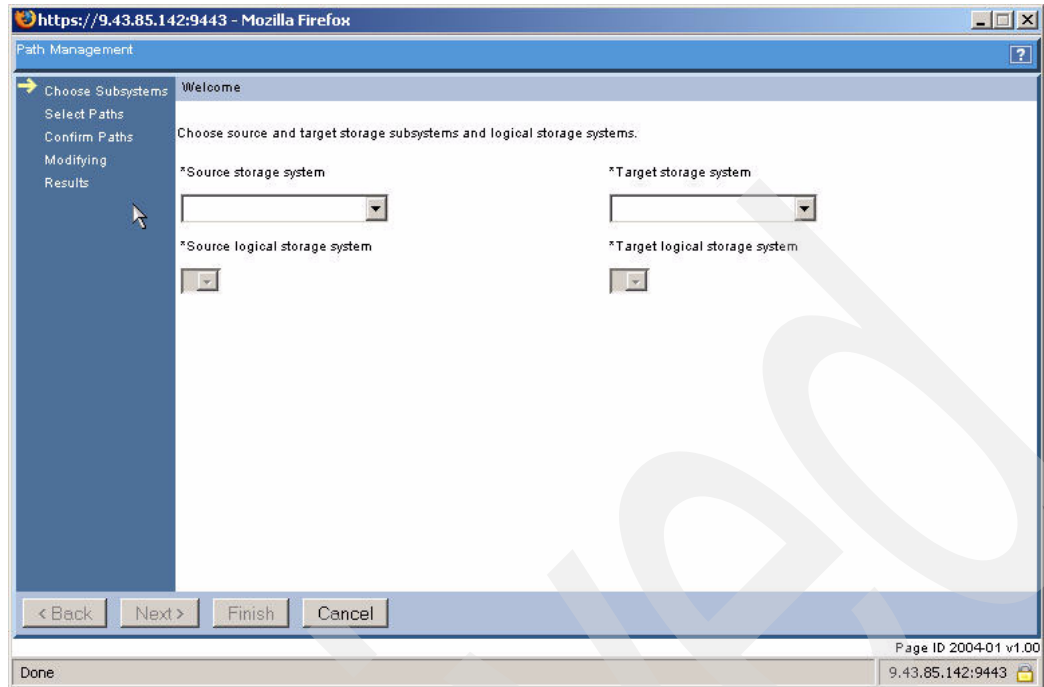 https://9.43.85.142:9443 - Mozilla Firefox
Path Management
?
Choose Subsystems
Select Paths
Confirm Paths
Modifying
Results
Welcome
Choose source and target storage subsystems and logical storage systems.
*Source storage system
*Target storage system
*Source logical storage system
*Target logical storage system
< Back
Next >
Finish
Cancel
Page ID 2004-01 v1.00
Done
9.43.85.142:9443